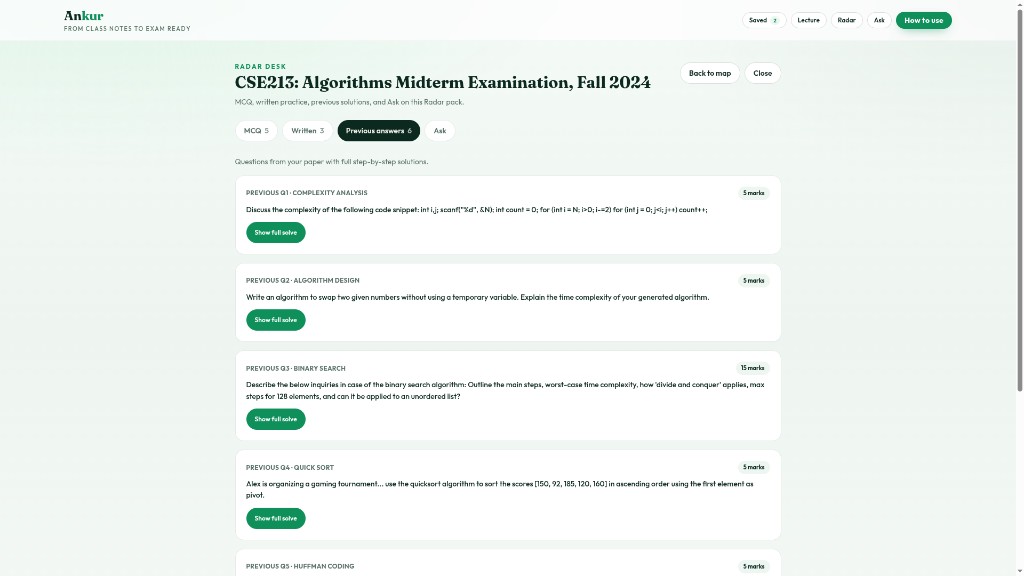 Ankur
FROM CLASS NOTES TO EXAM READY
Saved 2
Lecture
Radar
Ask
How to use
RADAR DESK
CSE213: Algorithms Midterm Examination, Fall 2024
Back to map
Close
MCQ, written practice, previous solutions, and Ask on this Radar pack.
MCQ 5
Written 3
Previous answers 6
Ask
Questions from your paper with full step-by-step solutions.
PREVIOUS Q1 · COMPLEXITY ANALYSIS
5 marks
Discuss the complexity of the following code snippet: int i,j; scanf("%d", &N); int count = 0; for (int i = N; i>0; i-=2) for (int j = 0; j<i; j++) count++;
Show full solve
PREVIOUS Q2 · ALGORITHM DESIGN
5 marks
Write an algorithm to swap two given numbers without using a temporary variable. Explain the time complexity of your generated algorithm.
Show full solve
PREVIOUS Q3 · BINARY SEARCH
15 marks
Describe the below inquiries in case of the binary search algorithm: Outline the main steps, worst-case time complexity, how 'divide and conquer' applies, max
steps for 128 elements, and can it be applied to an unordered list?
Show full solve
PREVIOUS Q4 · QUICK SORT
5 marks
Alex is organizing a gaming tournament... use the quicksort algorithm to sort the scores [150, 92, 185, 120, 160] in ascending order using the first element as
pivot.
Show full solve
PREVIOUS Q5 · HUFFMAN CODING
5 marks